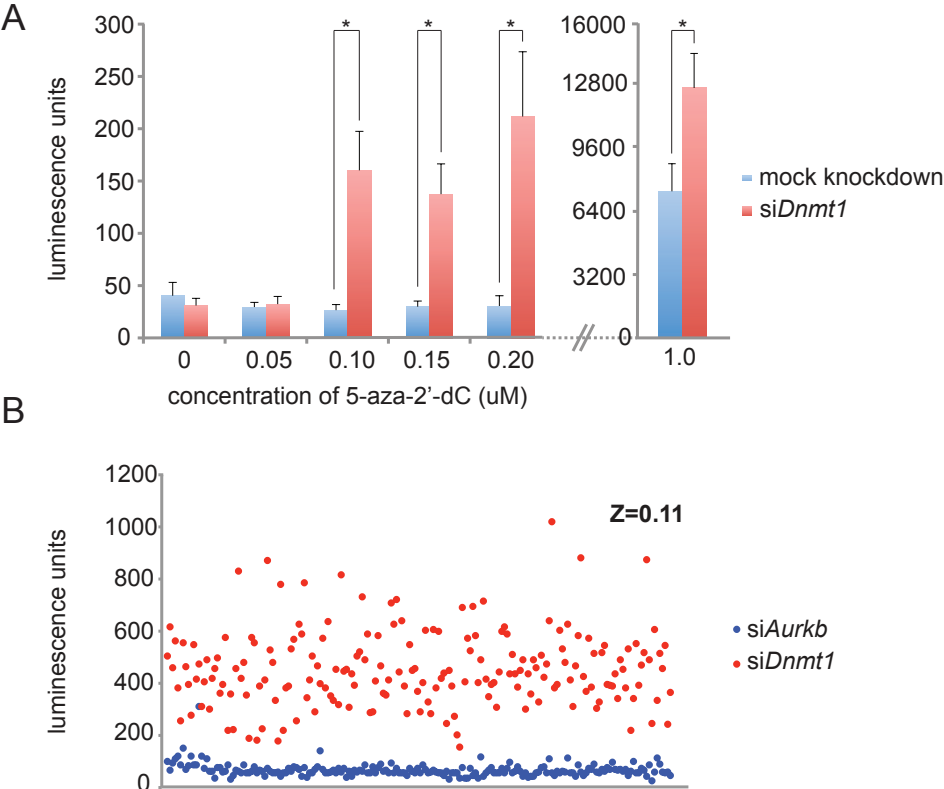 A
300
250
200
150
100
50
0
luminescence units
* * *
0 0.05 0.10 0.15 0.20
concentration of 5-aza-2’-dC (uM)
16000
12800
9600
6400
3200
0
*
1.0
mock knockdown
siDnmt1
B
1200
1000
800
600
400
200
0
luminescence units
Z=0.11
siAurkb
siDnmt1